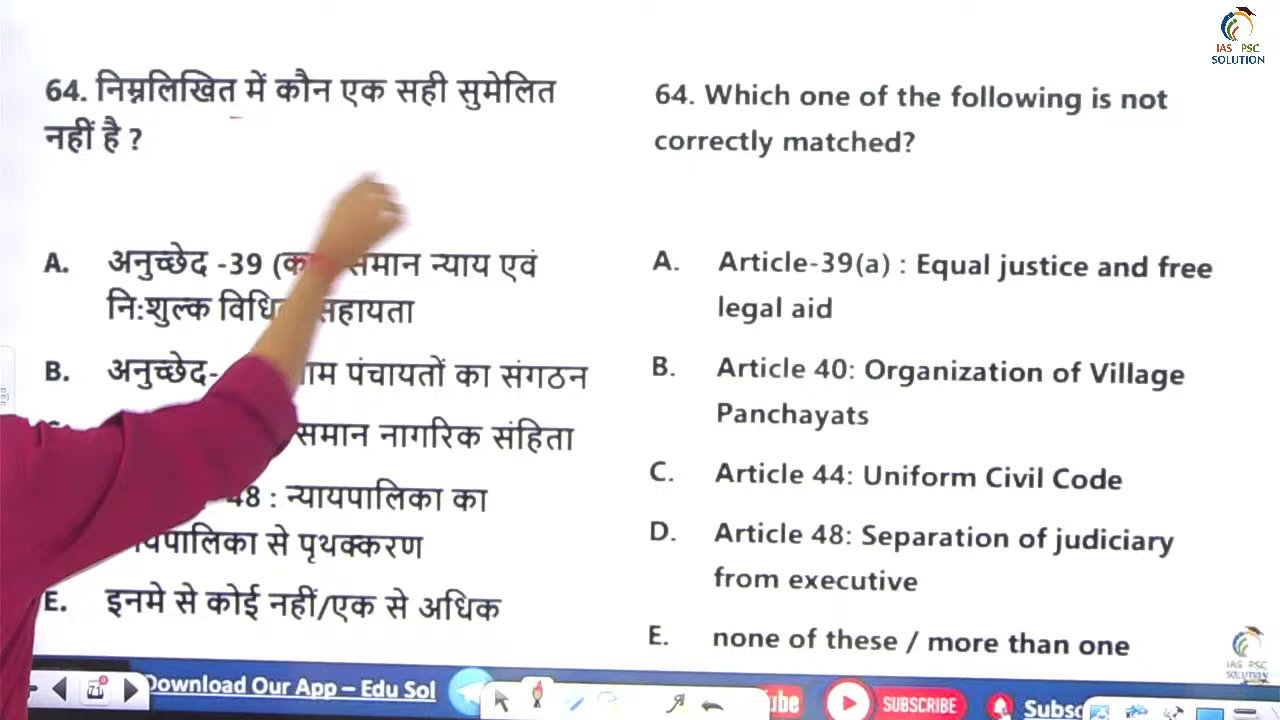 64. निम्नलिखित में कौन एक सही सुमेलित
नहीं है ?
A. अनुच्छेद -39 (क समान न्याय एवं
नि:शुल्क सहायता
B. अनुच्छेद- पंचायतों का संगठन
समान नागरिक संहिता
48 : न्यायपालिका का
से पृथक्करण
E. इनमे से कोई नहीं/एक से अधिक
64. Which one of the following is not
correctly matched?
A. Article-39(a) : Equal justice and free
legal aid
B. Article 40: Organization of Village
Panchayats
C. Article 44: Uniform Civil Code
D. Article 48: Separation of judiciary
from executive
E. none of these / more than one
IAS PSC
SOLUTION
IAS PSC
SOLUTION
Download Our App – Edu Sol
SUBSCRIBE